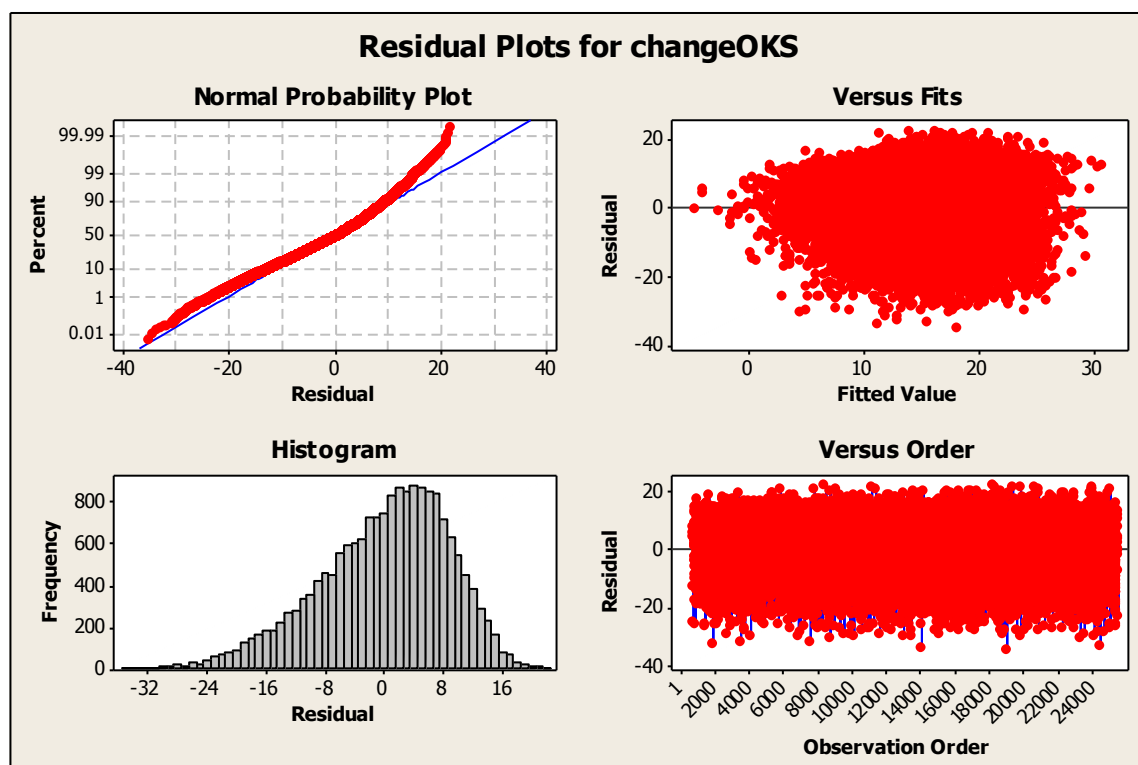 Residual Plots for changeOKS
Normal Probability Plot
99.99
99
90
50
10
1
0.01
Percent
-40 -20 0 20 40
Residual
Versus Fits
20
0
-20
-40
Residual
0 10 20 30
Fitted Value
Histogram
800
600
400
200
0
Frequency
-32 -24 -16 -8 0 8 16
Residual
Versus Order
20
0
-20
-40
Residual
1 2000 4000 6000 8000 10000 12000 14000 16000 18000 20000 22000 24000
Observation Order